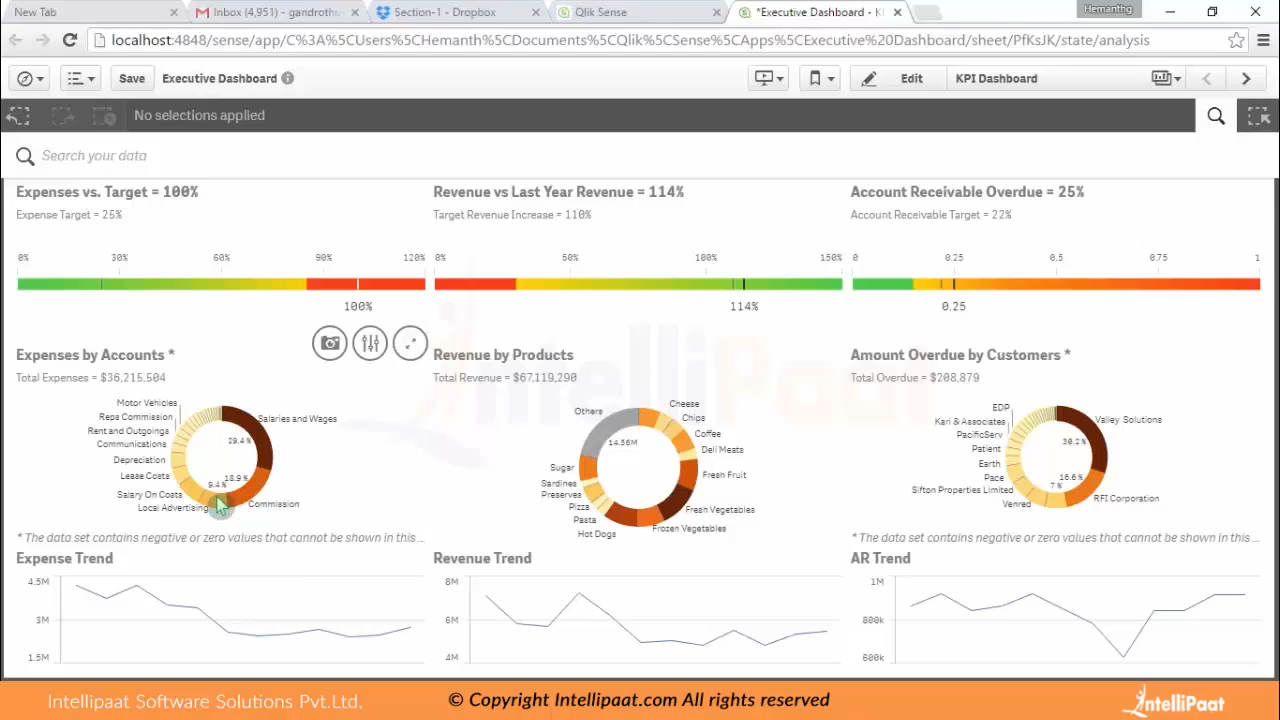 New Tab
Inbox (4,951) - gandrothu
Section-1 - Dropbox
Qlik Sense
*Executive Dashboard - K
Hemanthg
localhost:4848/sense/app/C%3A%5CUsers%5CHemanth%5CDocuments%5CQlik%5CSense%5CApps%5CExecutive%20Dashboard/sheet/PfKsJK/state/analysis
Save
Executive Dashboard
Edit
KPI Dashboard
No selections applied
Search your data
Expenses vs. Target = 100%
Expense Target = 25%
0% 30% 60% 90% 120%
100%
Revenue vs Last Year Revenue = 114%
Target Revenue Increase = 110%
0% 50% 100% 150%
114%
Account Receivable Overdue = 25%
Account Receivable Target = 22%
0 0.25 0.5 0.75 1
0.25
Expenses by Accounts *
Total Expenses = $36,215,504
Motor Vehicles
Reps Commission
Rent and Outgoings
Communications
Depreciation
Lease Costs
Salary On Costs
Local Advertising
Salaries and Wages
Commission
29.4 %
18.9 %
9.4 %
* The data set contains negative or zero values that cannot be shown in this ...
Revenue by Products
Total Revenue = $67,119,290
Others
Cheese
Chips
Coffee
Deli Meats
Fresh Fruit
Fresh Vegetables
Frozen Vegetables
Hot Dogs
Pasta
Pizza
Preserves
Sardines
Sugar
14.56M
Amount Overdue by Customers *
Total Overdue = $208,879
EDP
Kari & Associates
PacificServ
Patient
Earth
Pace
Sifton Properties Limited
Venred
Valley Solutions
RFI Corporation
30.2 %
16.6 %
7 %
* The data set contains negative or zero values that cannot be shown in this ...
Expense Trend
4.5M
3M
1.5M
Revenue Trend
8M
6M
4M
AR Trend
1M
800k
600k
IntelliPaat
Intellipaat Software Solutions Pvt.Ltd.
© Copyright Intellipaat.com All rights reserved
IntelliPaat